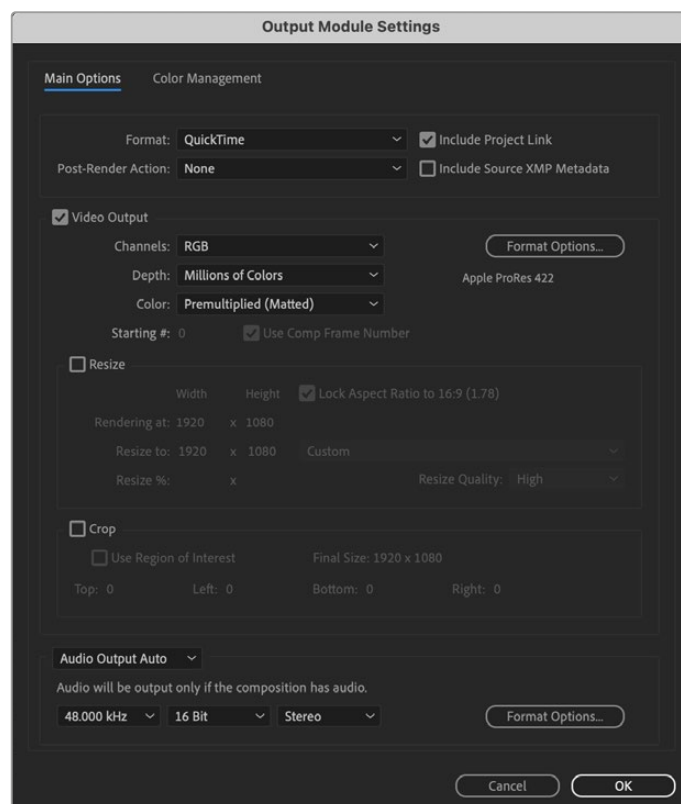 Output Module Settings
Main Options Color Management
Format: QuickTime Include Project Link
Post-Render Action: None Include Source XMP Metadata
Video Output
Channels: RGB Format Options...
Depth: Millions of Colors Apple ProRes 422
Color: Premultiplied (Matted)
Starting #: 0 Use Comp Frame Number
Resize
Width Height Lock Aspect Ratio to 16:9 (1.78)
Rendering at: 1920 x 1080
Resize to: 1920 x 1080 Custom
Resize %: x Resize Quality: High
Crop
Use Region of Interest Final Size: 1920 x 1080
Top: 0 Left: 0 Bottom: 0 Right: 0
Audio Output Auto
Audio will be output only if the composition has audio.
48.000 kHz 16 Bit Stereo Format Options...
Cancel OK